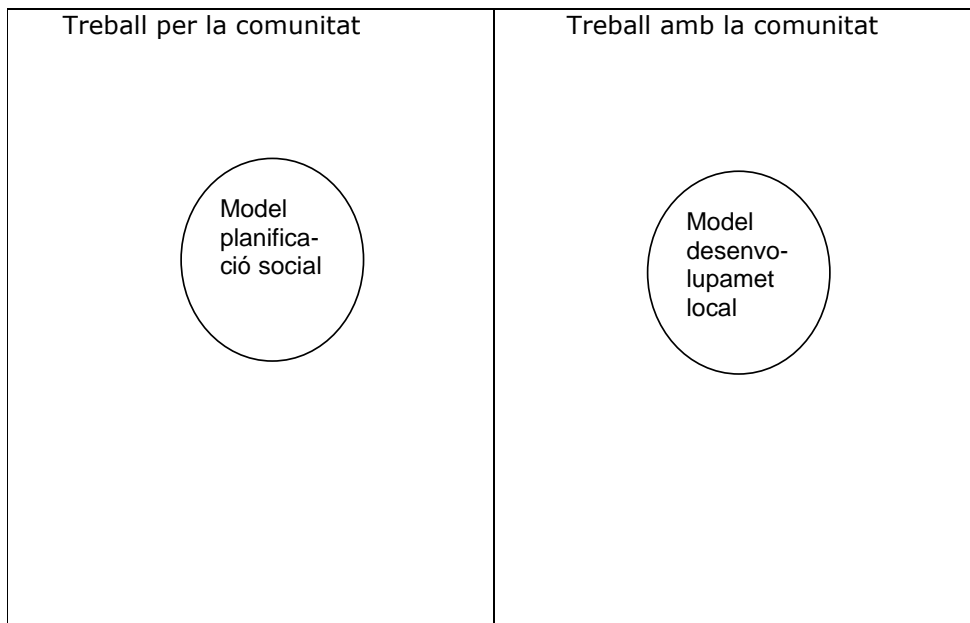 Treball per la comunitat
Treball amb la comunitat
Model
planifica-
ció social
Model
desenvo-
lupamet
local